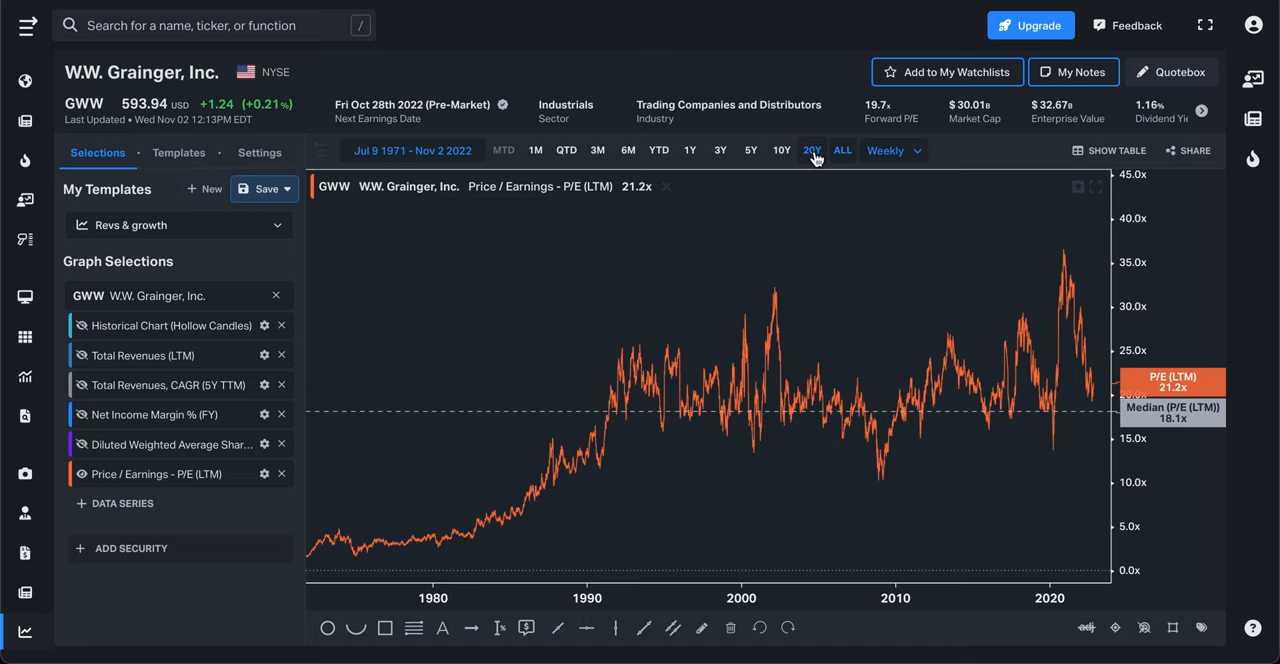 Search for a name, ticker, or function /
Upgrade Feedback
W.W. Grainger, Inc. NYSE
Add to My Watchlists My Notes Quotebox
GWW 593.94 USD +1.24 (+0.21%)
Last Updated • Wed Nov 02 12:13PM EDT
Fri Oct 28th 2022 (Pre-Market)
Next Earnings Date
Industrials
Sector
Trading Companies and Distributors
Industry
19.7x
Forward P/E
$ 30.01B
Market Cap
$ 32.67B
Enterprise Value
1.16%
Dividend Yie
Selections • Templates • Settings
Jul 9 1971 - Nov 2 2022 MTD 1M QTD 3M 6M YTD 1Y 3Y 5Y 10Y 20Y ALL Weekly SHOW TABLE SHARE
My Templates + New Save
Revs & growth
Graph Selections
GWW W.W. Grainger, Inc.
Historical Chart (Hollow Candles)
Total Revenues (LTM)
Total Revenues, CAGR (5Y TTM)
Net Income Margin % (FY)
Diluted Weighted Average Shar...
Price / Earnings - P/E (LTM)
+ DATA SERIES
+ ADD SECURITY
GWW W.W. Grainger, Inc. Price / Earnings - P/E (LTM) 21.2x
45.0x
40.0x
35.0x
30.0x
25.0x
P/E (LTM)
21.2x
20.0x
Median (P/E (LTM))
18.1x
15.0x
10.0x
5.0x
0.0x
1980 1990 2000 2010 2020
A
adj